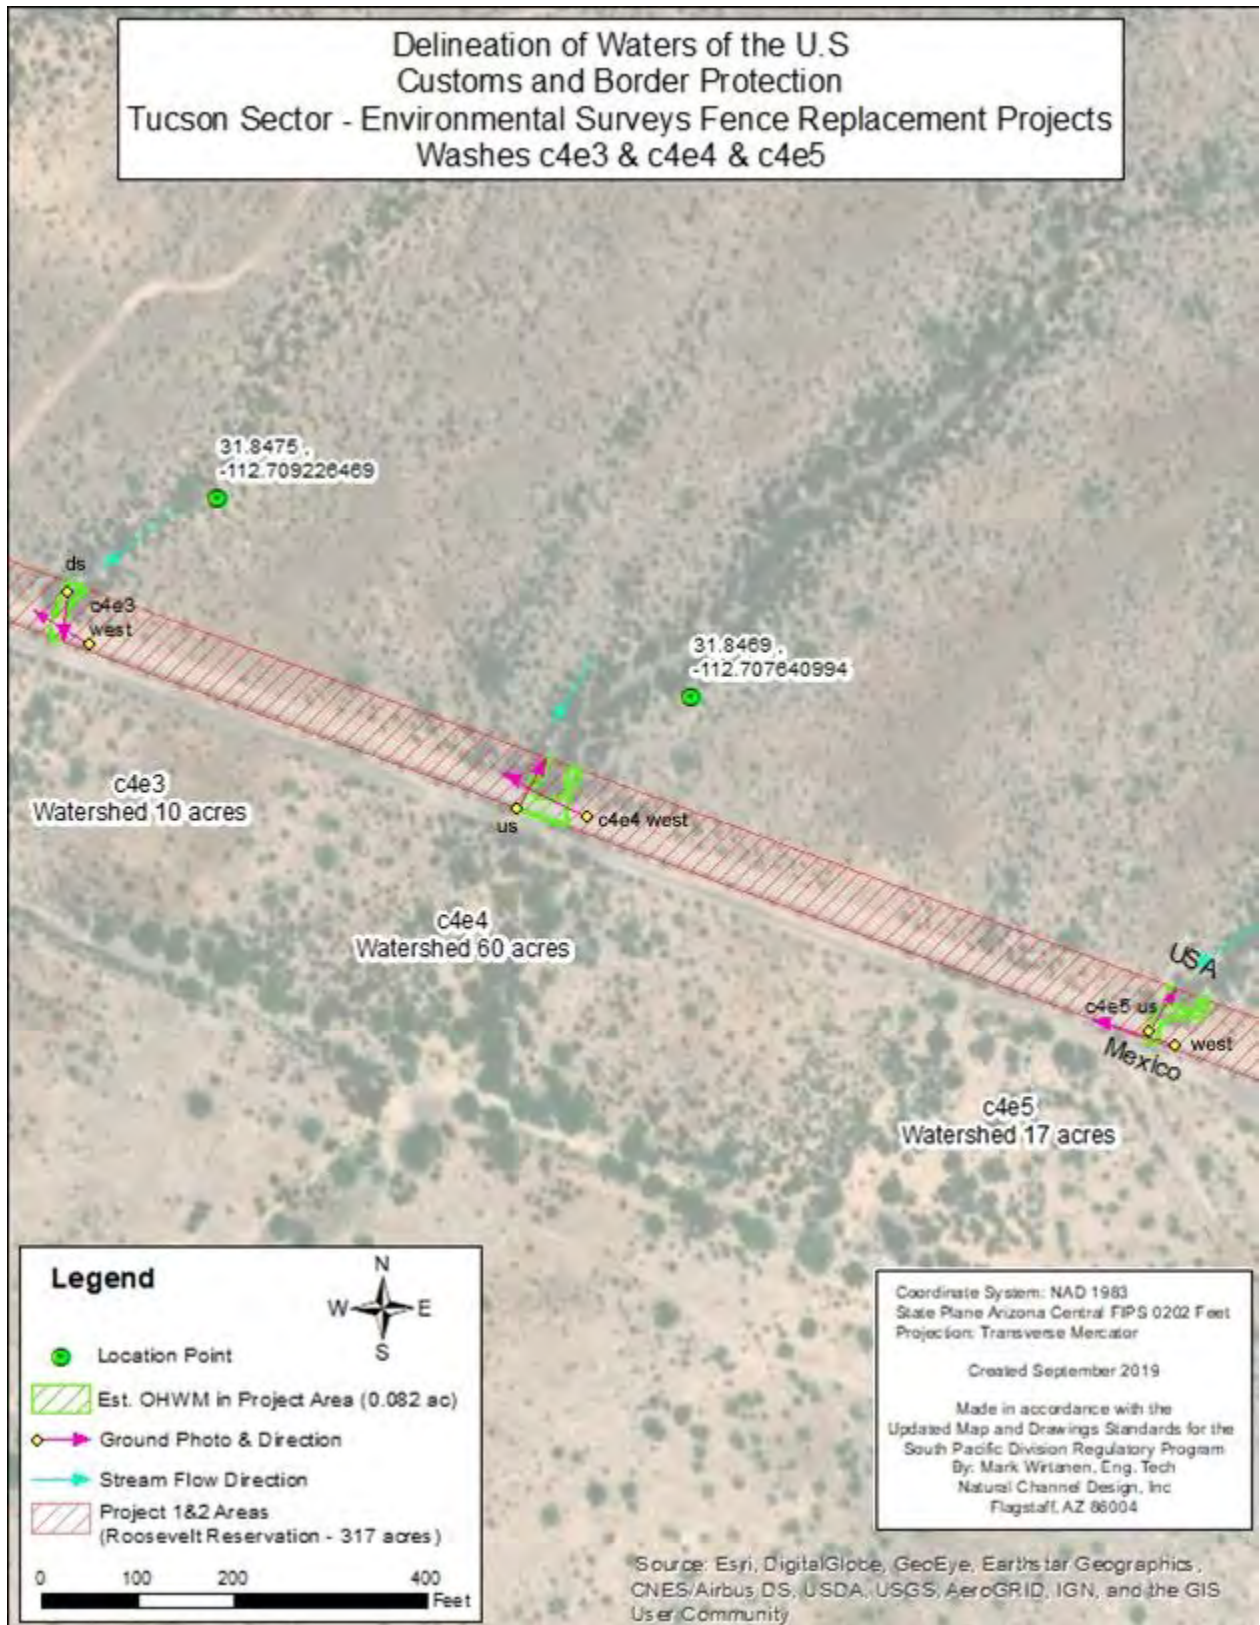 Delineation of Waters of the U.S
Customs and Border Protection
Tucson Sector - Environmental Surveys Fence Replacement Projects
Washes c4e3 & c4e4 & c4e5
31.8475 ,
-112.709226469
ds
c4e3
west
31.8469 ,
-112.707640994
c4e3
Watershed 10 acres
us
c4e4 west
c4e4
Watershed 60 acres
USA
c4e5 us
west
Mexico
c4e5
Watershed 17 acres
Legend
N
W
E
S
Location Point
Est. OHWM in Project Area (0.082 ac)
Ground Photo & Direction
Stream Flow Direction
Project 1&2 Areas
(Roosevelt Reservation - 317 acres)
0 100 200 400
Feet
Coordinate System: NAD 1983
State Plane Arizona Central FIPS 0202 Feet
Projection: Transverse Mercator
Created September 2019
Made in accordance with the
Updated Map and Drawings Standards for the
South Pacific Division Regulatory Program
By: Mark Wirtanen, Eng. Tech
Natural Channel Design, Inc
Flagstaff, AZ 86004
Source: Esri, DigitalGlobe, GeoEye, Earthstar Geographics,
CNES/Airbus DS, USDA, USGS, AeroGRID, IGN, and the GIS
User Community